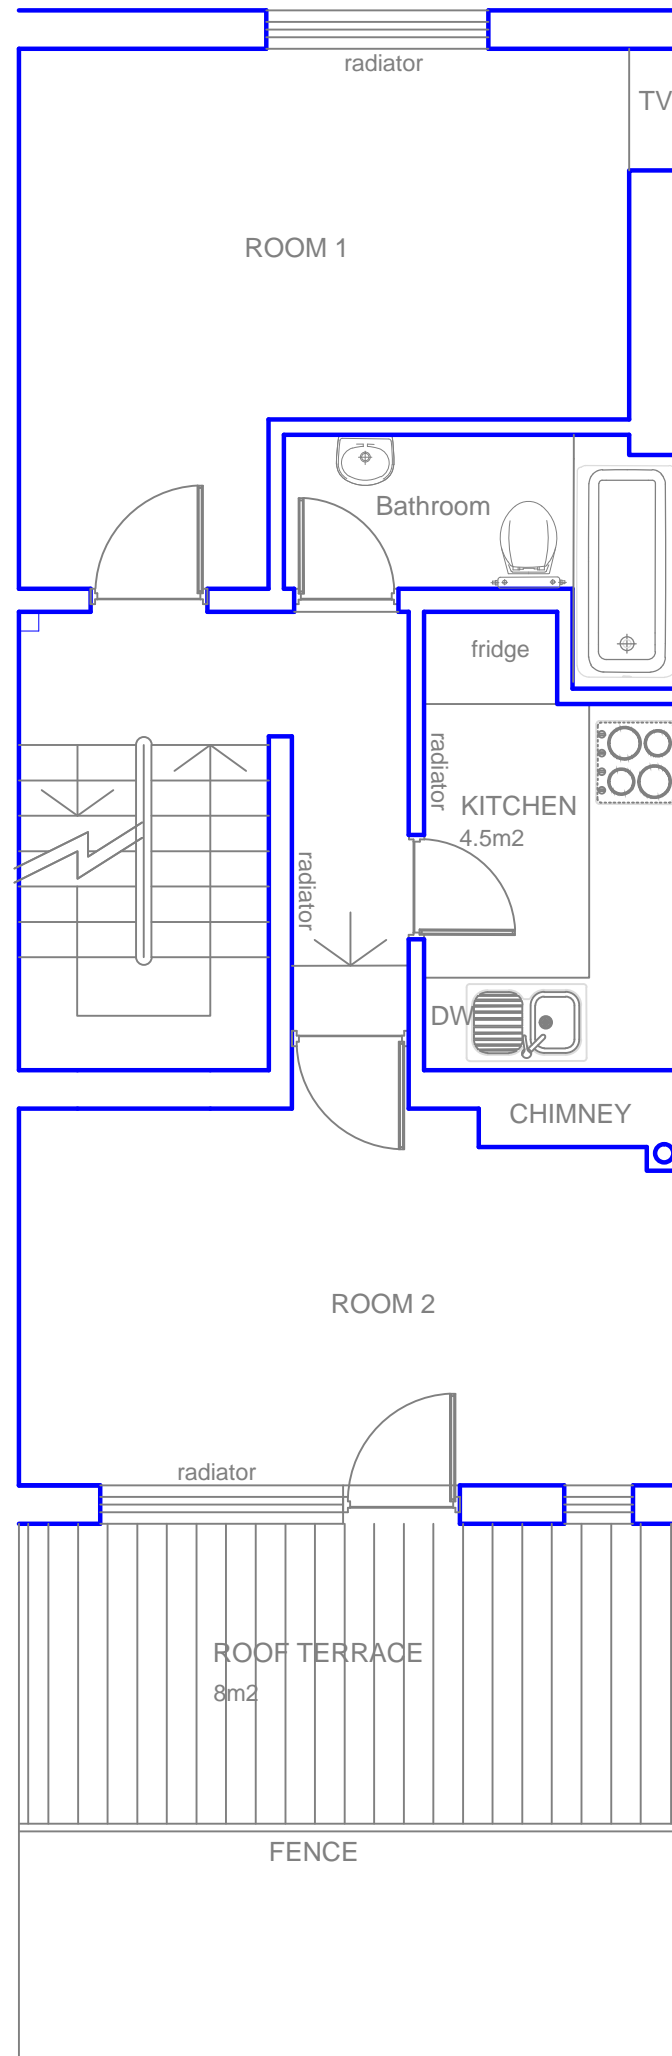 radiator
TV
ROOM 1
Bathroom
fridge
radiator
KITCHEN
4.5m2
radiator
DW
CHIMNEY
ROOM 2
radiator
ROOF TERRACE
8m2
FENCE